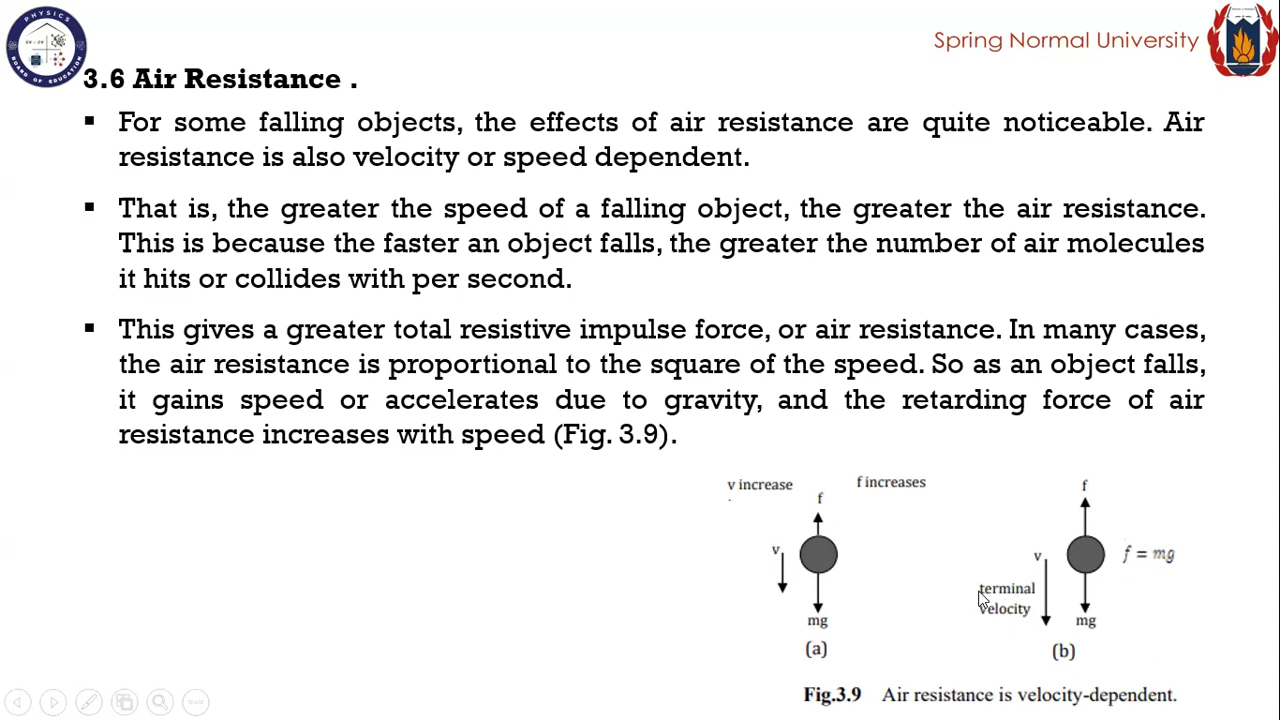 PHYSICS
BOARD OF EDUCATION
Spring Normal University
3.6 Air Resistance .
▪ For some falling objects, the effects of air resistance are quite noticeable. Air
resistance is also velocity or speed dependent.
▪ That is, the greater the speed of a falling object, the greater the air resistance.
This is because the faster an object falls, the greater the number of air molecules
it hits or collides with per second.
▪ This gives a greater total resistive impulse force, or air resistance. In many cases,
the air resistance is proportional to the square of the speed. So as an object falls,
it gains speed or accelerates due to gravity, and the retarding force of air
resistance increases with speed (Fig. 3.9).
v increase
f increases
f
v
mg
(a)
f
v
f = mg
terminal
velocity
mg
(b)
Fig.3.9 Air resistance is velocity-dependent.